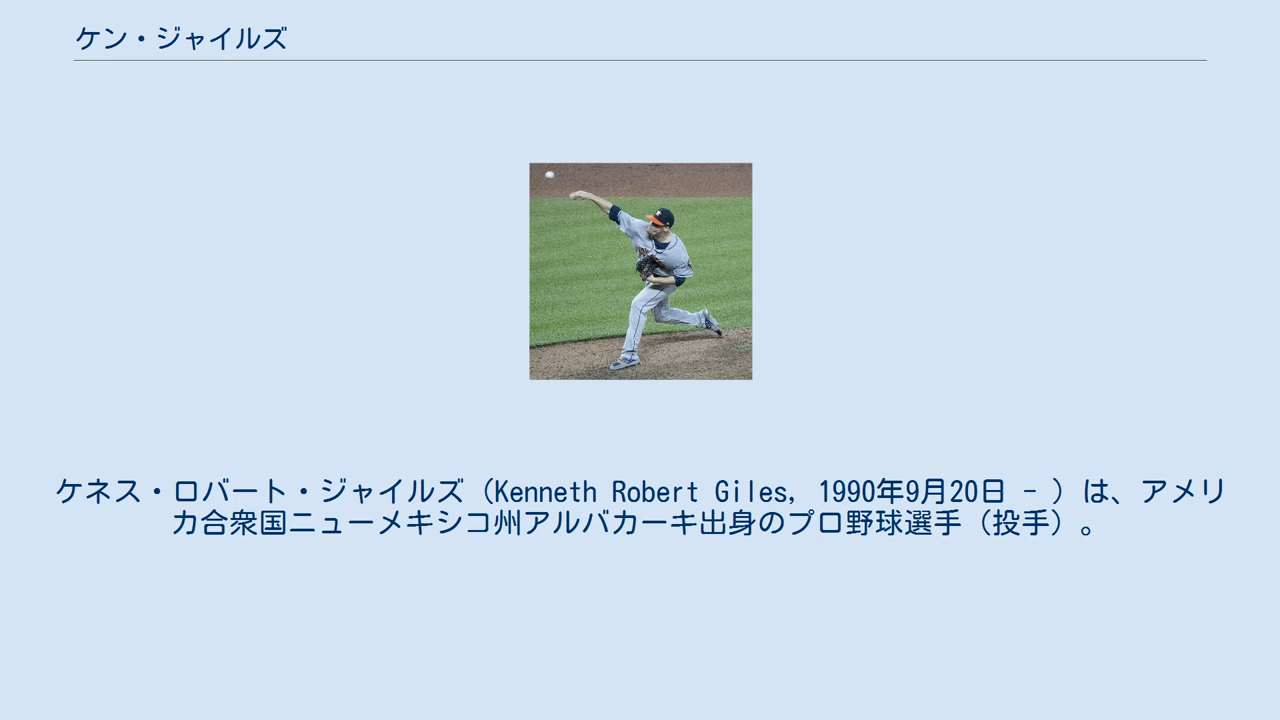 ケン・ジャイルズ
ケネス・ロバート・ジャイルズ（Kenneth Robert Giles, 1990年9月20日 - ）は、アメリ
カ合衆国ニューメキシコ州アルバカーキ出身のプロ野球選手（投手）。